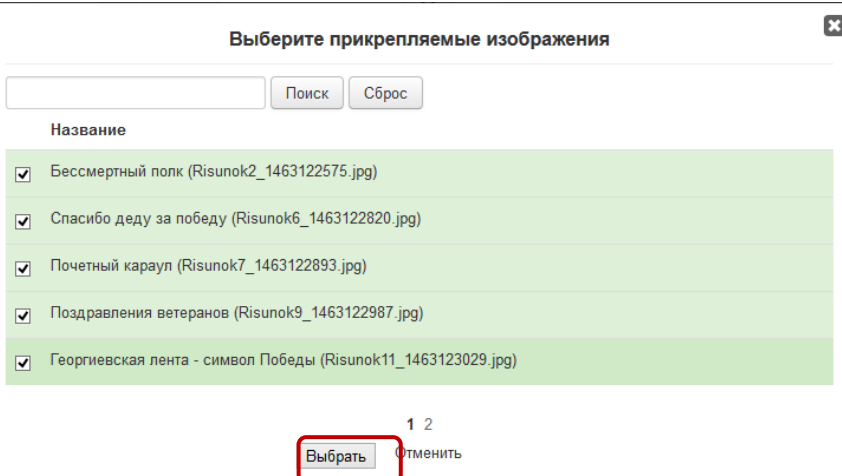 Выберите прикрепляемые изображения
Поиск Сброс
Название
Бессмертный полк (Risunok2_1463122575.jpg)
Спасибо деду за победу (Risunok6_1463122820.jpg)
Почетный караул (Risunok7_1463122893.jpg)
Поздравления ветеранов (Risunok9_1463122987.jpg)
Георгиевская лента - символ Победы (Risunok11_1463123029.jpg)
1 2
Выбрать Отменить